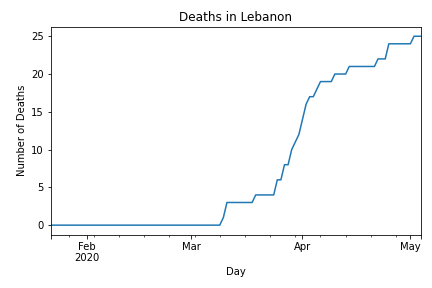 Deaths in Lebanon
Number of Deaths
25
20
15
10
5
0
Feb
2020
Mar
Apr
May
Day